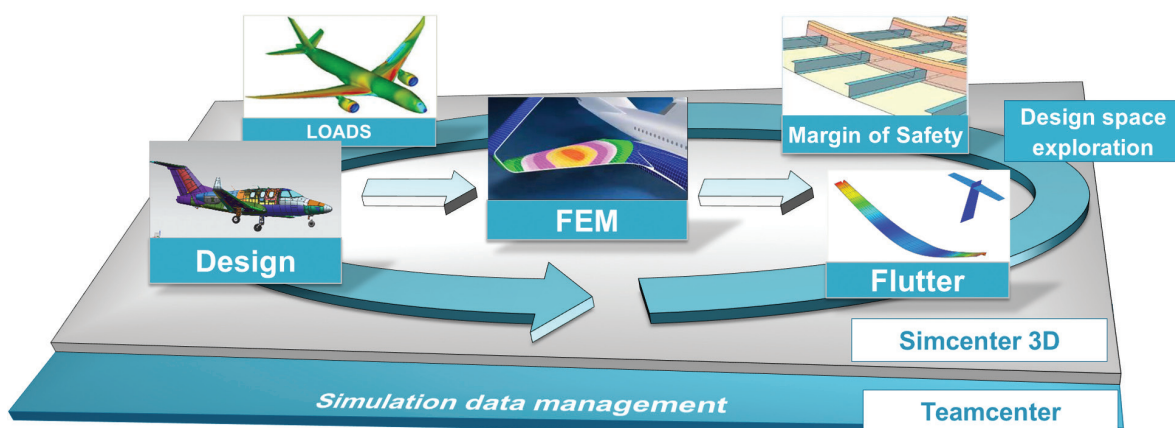 LOADS
Margin of Safety
Design space
exploration
Design
FEM
Flutter
Simcenter 3D
Simulation data management
Teamcenter